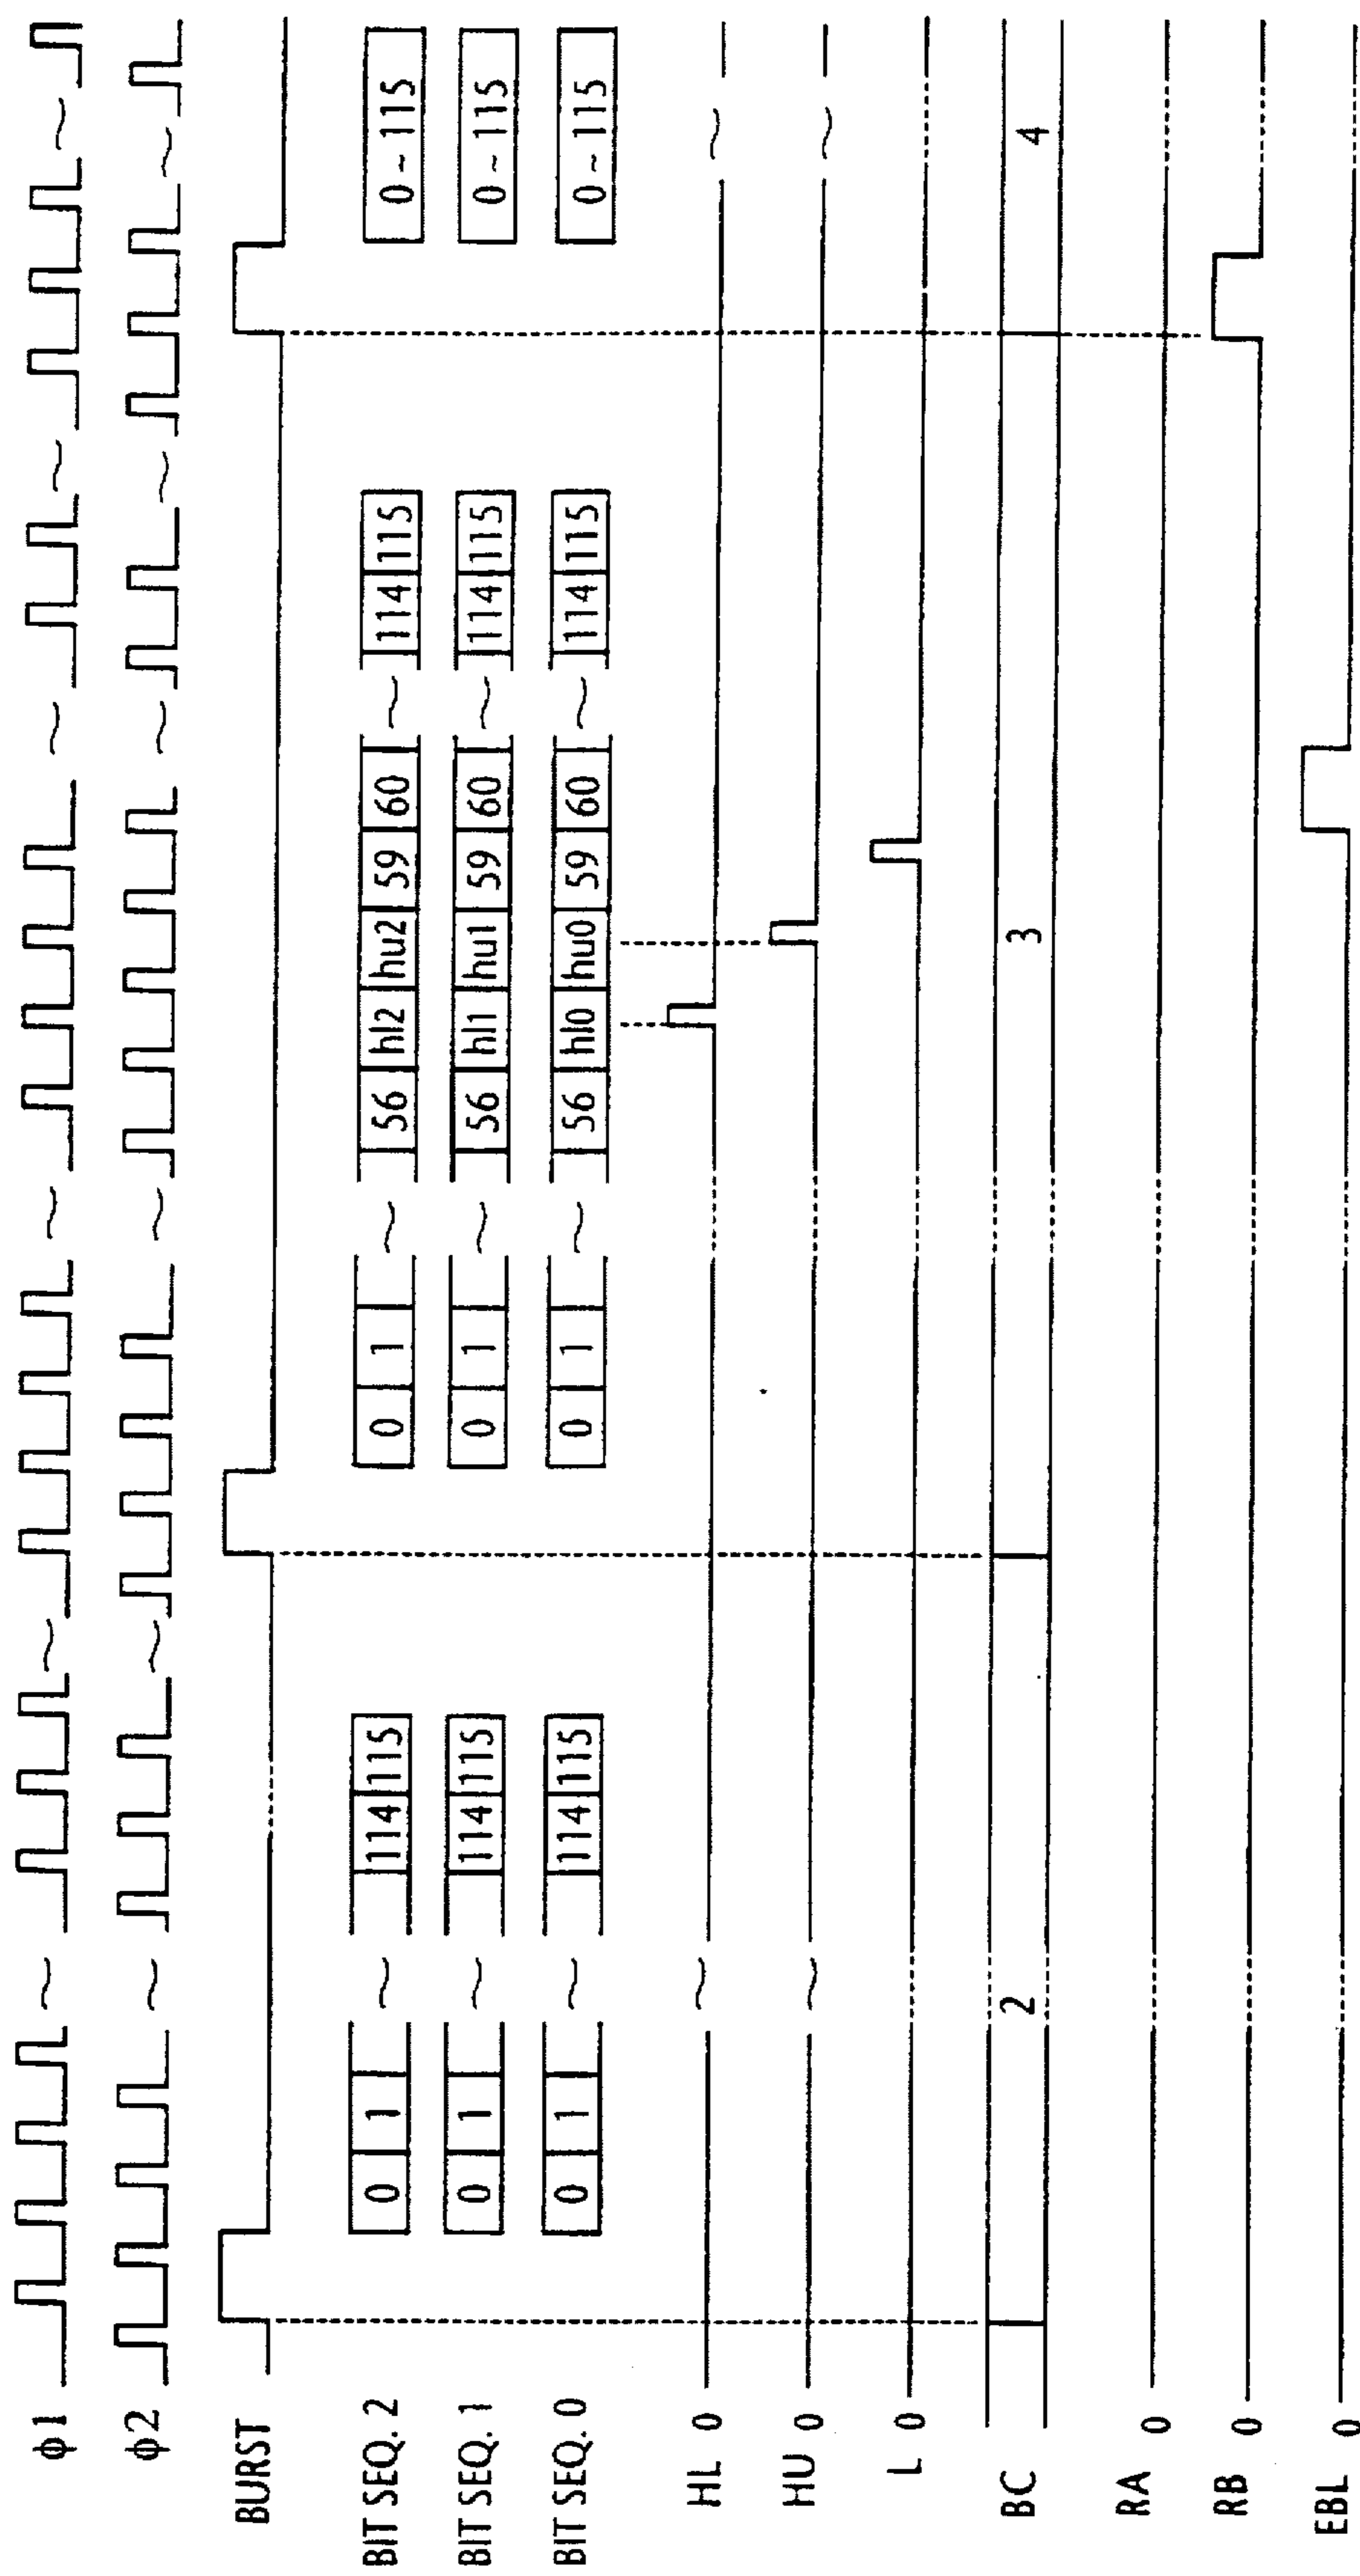 ϕ1
ϕ2
BURST
BIT SEQ. 2 0 1 ~ 114 115 0 1 ~ 56 hl2 hu2 59 60 ~ 114 115 0 ~ 115
BIT SEQ. 1 0 1 ~ 114 115 0 1 ~ 56 hl1 hu1 59 60 ~ 114 115 0 ~ 115
BIT SEQ. 0 0 1 ~ 114 115 0 1 ~ 56 hl0 hu0 59 60 ~ 114 115 0 ~ 115
HL 0
HU 0
L 0
BC 2 3 4
RA 0
RB 0
EBL 0